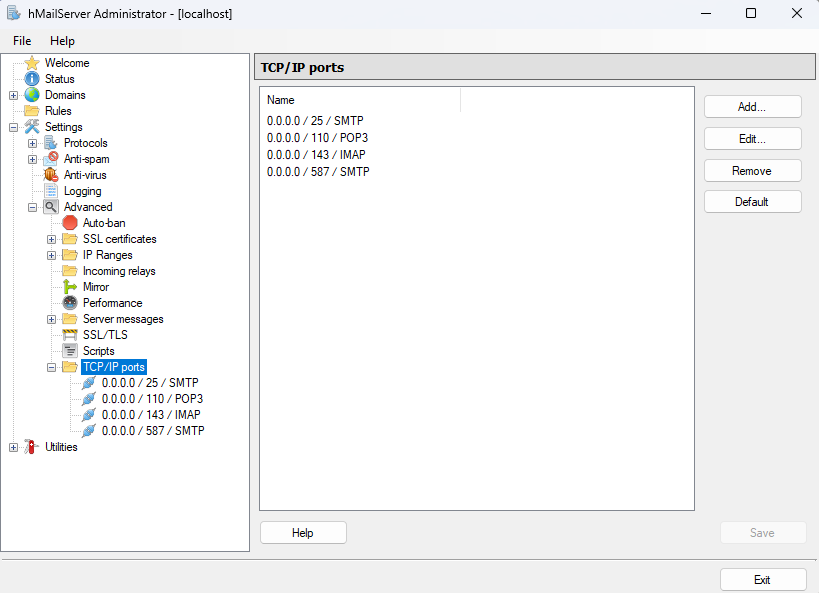 hMailServer Administrator - [localhost]
File Help
Welcome
Status
Domains
Rules
Settings
Protocols
Anti-spam
Anti-virus
Logging
Advanced
Auto-ban
SSL certificates
IP Ranges
Incoming relays
Mirror
Performance
Server messages
SSL/TLS
Scripts
TCP/IP ports
0.0.0.0 / 25 / SMTP
0.0.0.0 / 110 / POP3
0.0.0.0 / 143 / IMAP
0.0.0.0 / 587 / SMTP
Utilities
TCP/IP ports
Name
0.0.0.0 / 25 / SMTP
0.0.0.0 / 110 / POP3
0.0.0.0 / 143 / IMAP
0.0.0.0 / 587 / SMTP
Add...
Edit...
Remove
Default
Help
Save
Exit